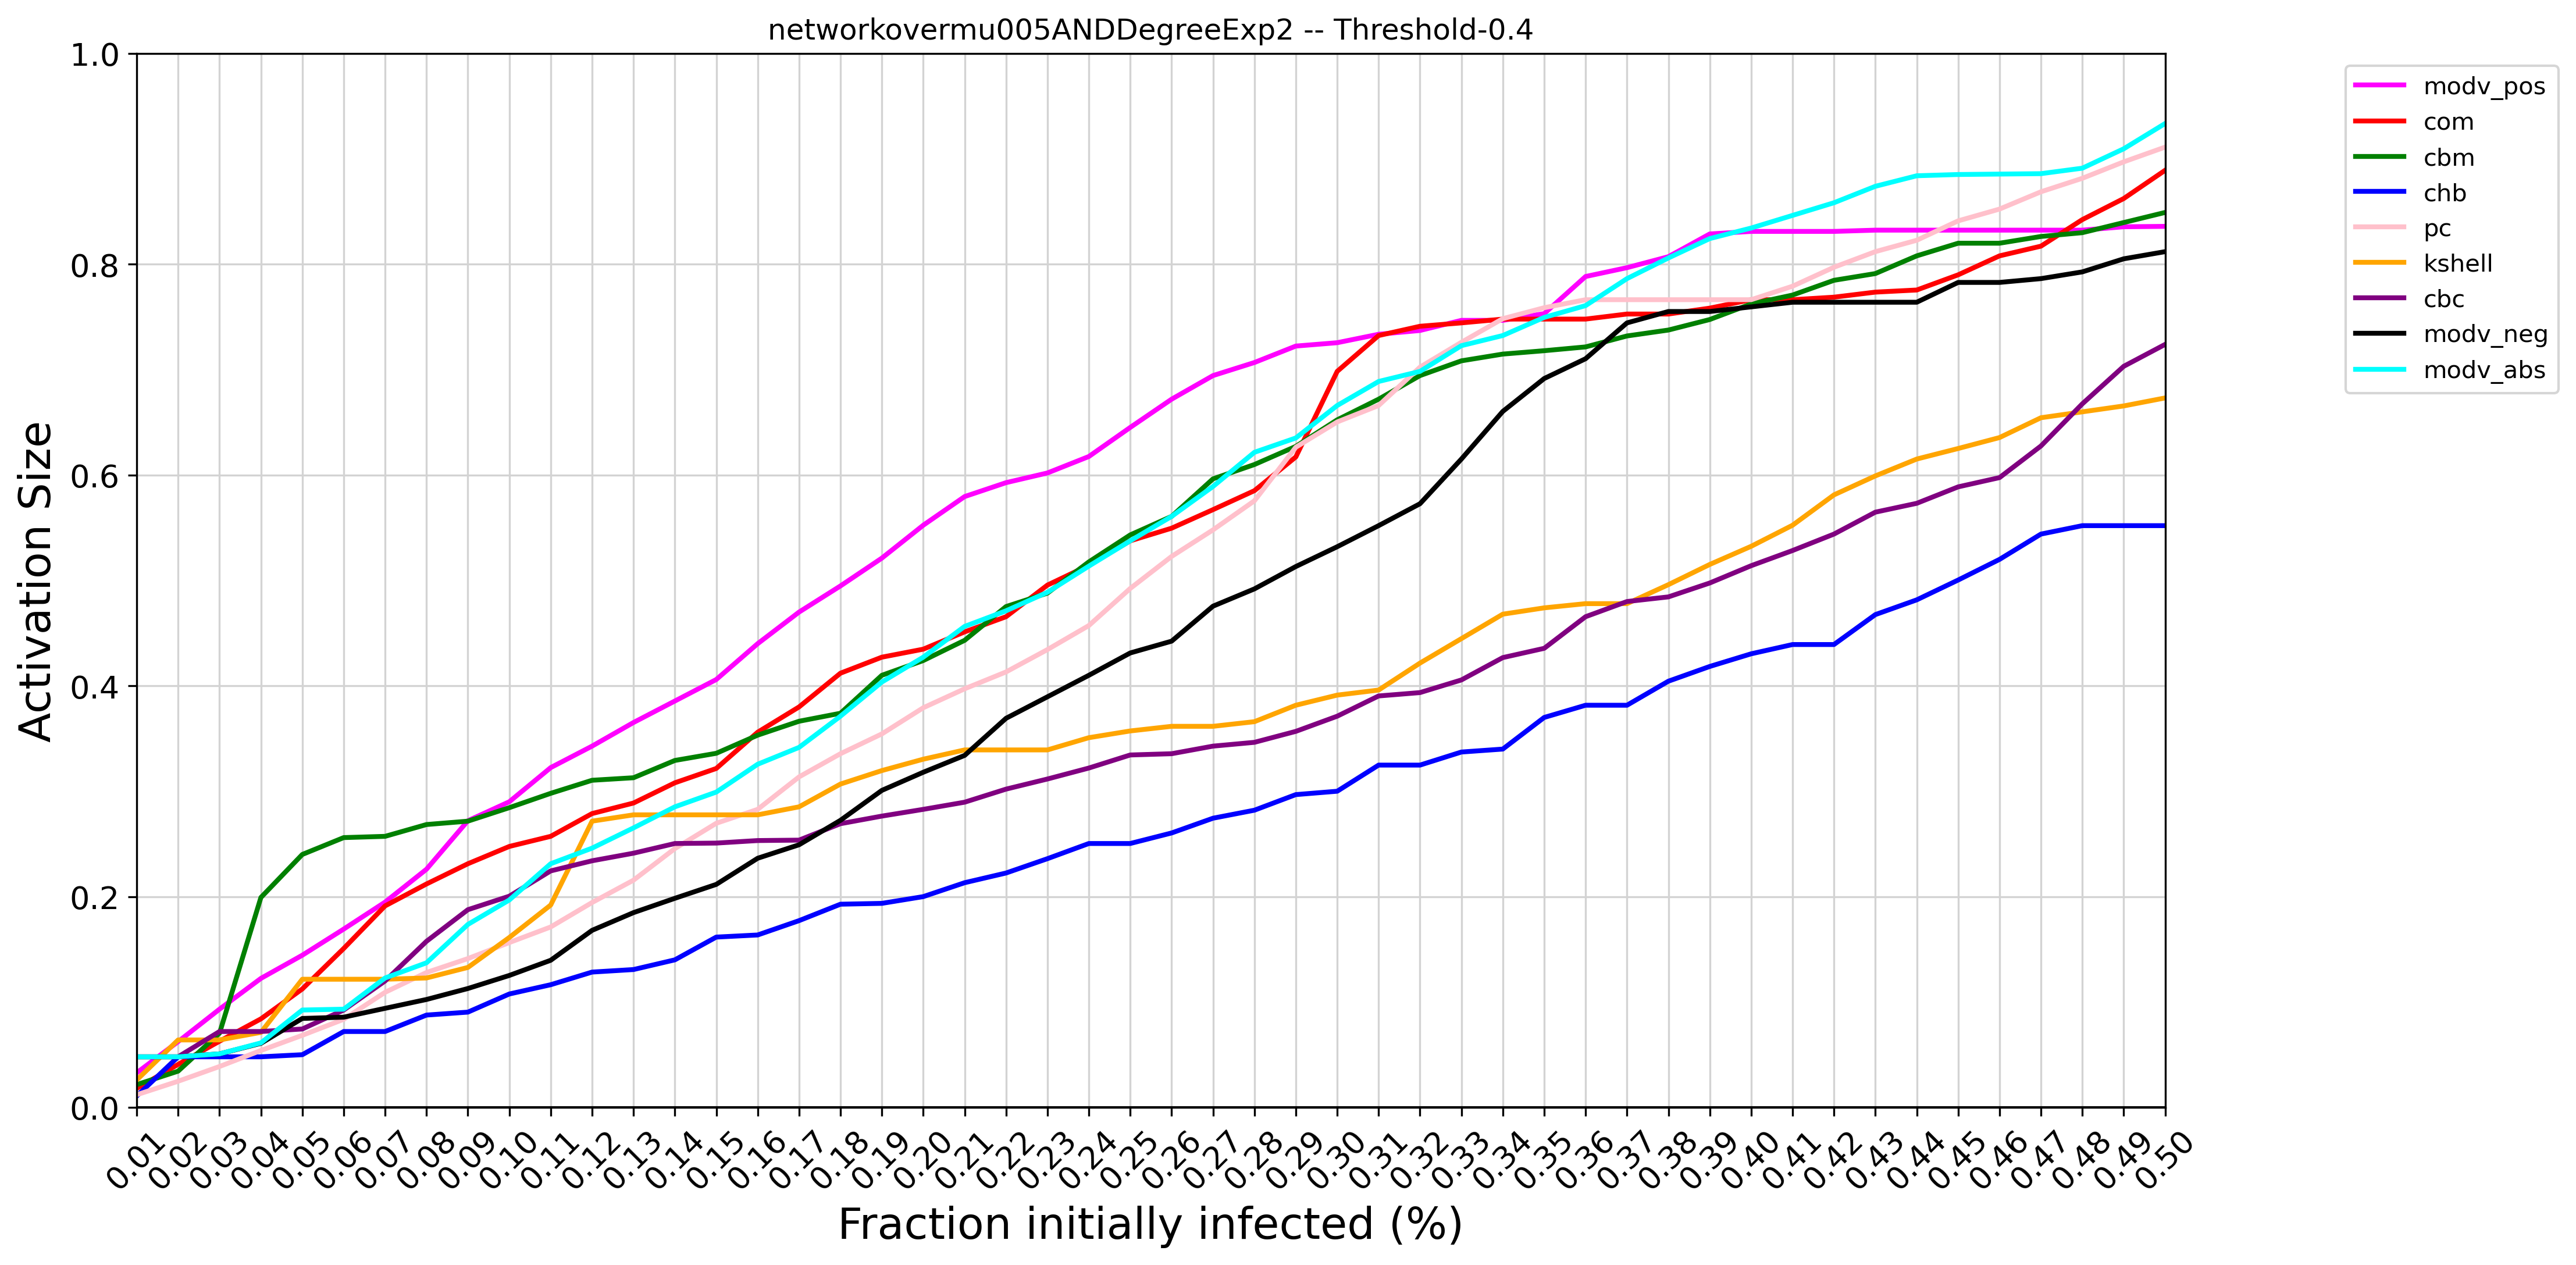 networkovermu005ANDDegreeExp2 -- Threshold-0.4
1.0
0.8
0.6
0.4
0.2
0.0
Activation Size
0.01 0.02 0.03 0.04 0.05 0.06 0.07 0.08 0.09 0.10 0.11 0.12 0.13 0.14 0.15 0.16 0.17 0.18 0.19 0.20 0.21 0.22 0.23 0.24 0.25 0.26 0.27 0.28 0.29 0.30 0.31 0.32 0.33 0.34 0.35 0.36 0.37 0.38 0.39 0.40 0.41 0.42 0.43 0.44 0.45 0.46 0.47 0.48 0.49 0.50
Fraction initially infected (%)
modv_pos
com
cbm
chb
pc
kshell
cbc
modv_neg
modv_abs